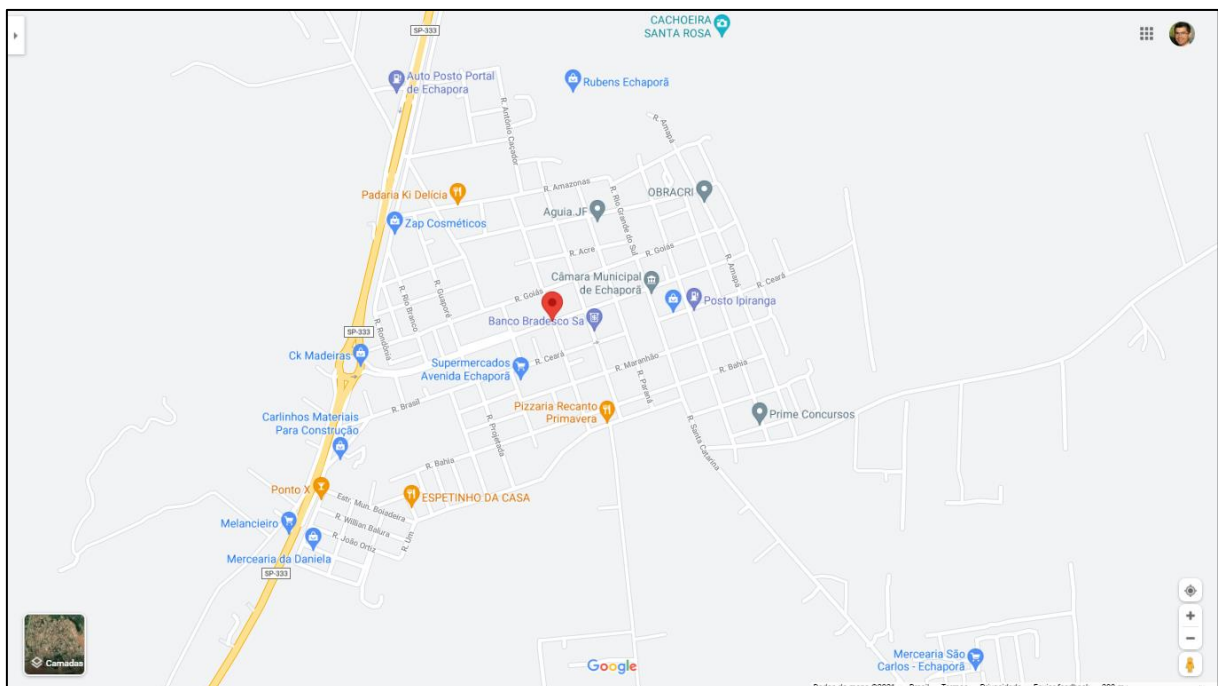 CACHOEIRA
SANTA ROSA
SP-333
Auto Posto Portal
de Echapora
Rubens Echaporã
R. Antônio Caçador
R. Amapá
Padaria Ki Delícia
R. Amazonas
OBRACRI
R. Rio Grande do Sul
Aguia.JF
Zap Cosméticos
R. Acre
R. Goiás
R. Amapá
R. Ceará
Câmara Municipal
de Echaporã
R. Guaporé
R. Goiás
R. Rio Branco
Posto Ipiranga
Banco Bradesco Sa
R. Rondônia
SP-333
Ck Madeiras
R. Ceará
Supermercados
Avenida Echaporã
R. Maranhão
R. Bahia
R. Paraná
R. Brasil
Pizzaria Recanto
Primavera
Prime Concursos
Carlinhos Materiais
Para Construção
R. Projetada
R. Santa Catarina
R. Bahia
Ponto X
Estr. Mun. Boiadeira
ESPETINHO DA CASA
Melancieiro
R. Willian Balura
R. João Ortiz
R. Um
Mercearia da Daniela
SP-333
Camadas
Google
Mercearia São
Carlos - Echaporã